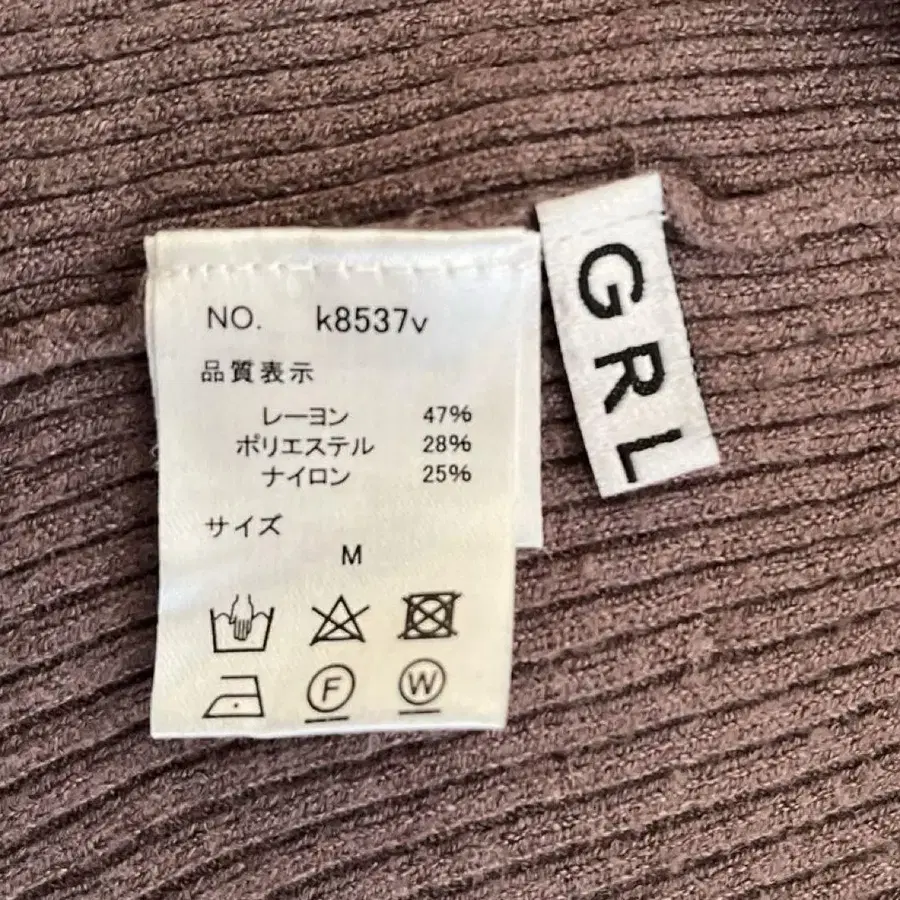 NO. k8537v
品質表示
レーヨン 47%
ポリエステル 28%
ナイロン 25%
サイズ
M
F
W
GRL